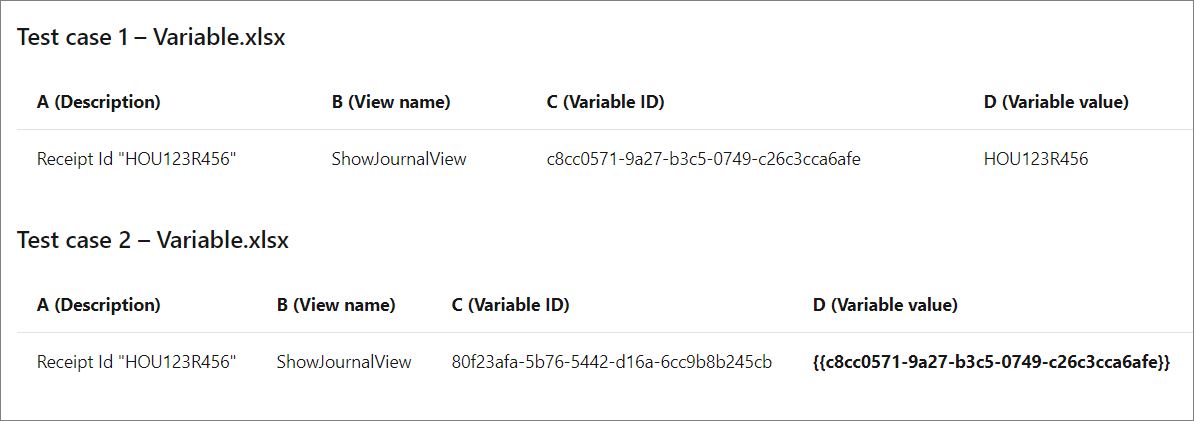 Test case 1 – Variable.xlsx
A (Description) B (View name) C (Variable ID) D (Variable value)
Receipt Id "HOU123R456" ShowJournalView c8cc0571-9a27-b3c5-0749-c26c3cca6afe HOU123R456
Test case 2 – Variable.xlsx
A (Description) B (View name) C (Variable ID) D (Variable value)
Receipt Id "HOU123R456" ShowJournalView 80f23afa-5b76-5442-d16a-6cc9b8b245cb {{c8cc0571-9a27-b3c5-0749-c26c3cca6afe}}